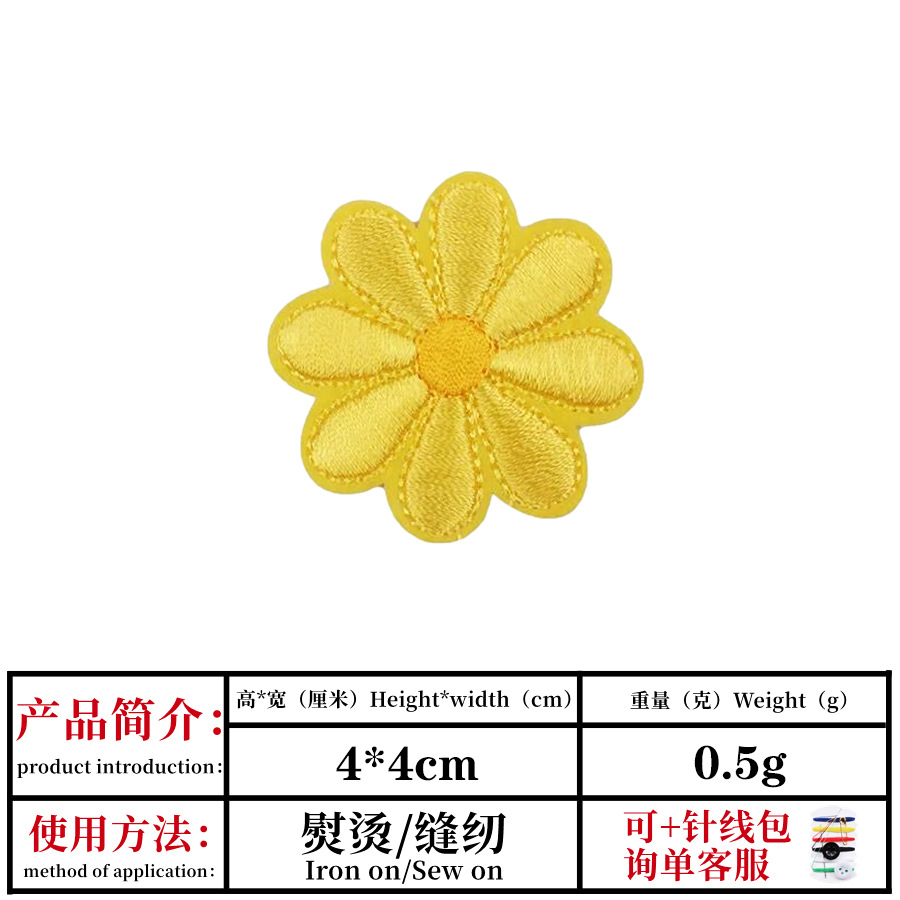 产品简介：
product introduction：
高*宽（厘米）Height*width（cm）
重量（克）Weight（g）
4*4cm
0.5g
使用方法：
method of application：
熨烫/缝纫
Iron on/Sew on
可+针线包
询单客服